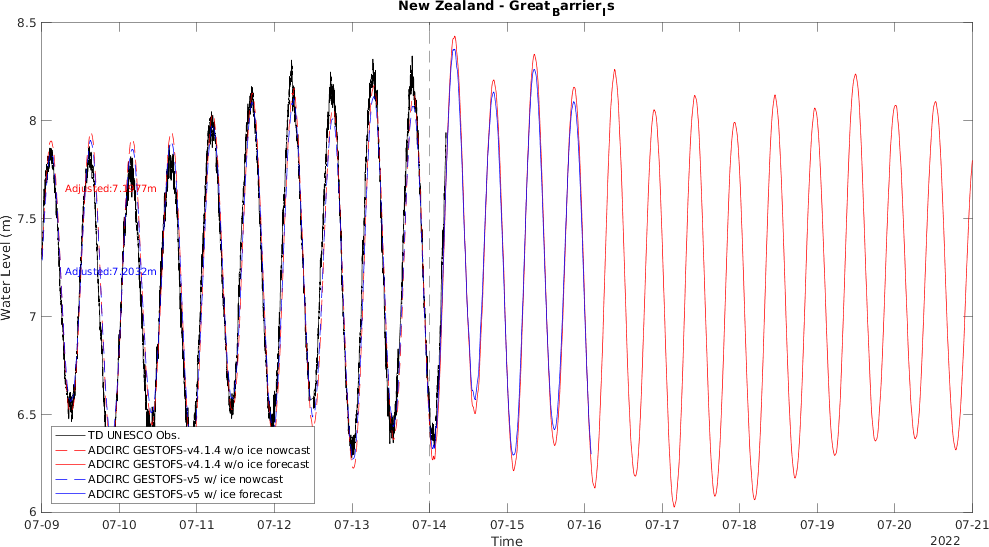 New Zealand - Great_Barrier_Is
8.5
8
7.5
7
6.5
6
Water Level (m)
Adjusted:
Adjusted:7.2032m
TD UNESCO Obs.
ADCIRC GESTOFS-v4.1.4 w/o ice nowcast
ADCIRC GESTOFS-v4.1.4 w/o ice forecast
ADCIRC GESTOFS-v5 w/ ice nowcast
ADCIRC GESTOFS-v5 w/ ice forecast
07-09 07-10 07-11 07-12 07-13 07-14 07-15 07-16 07-17 07-18 07-19 07-20 07-21
Time
2022